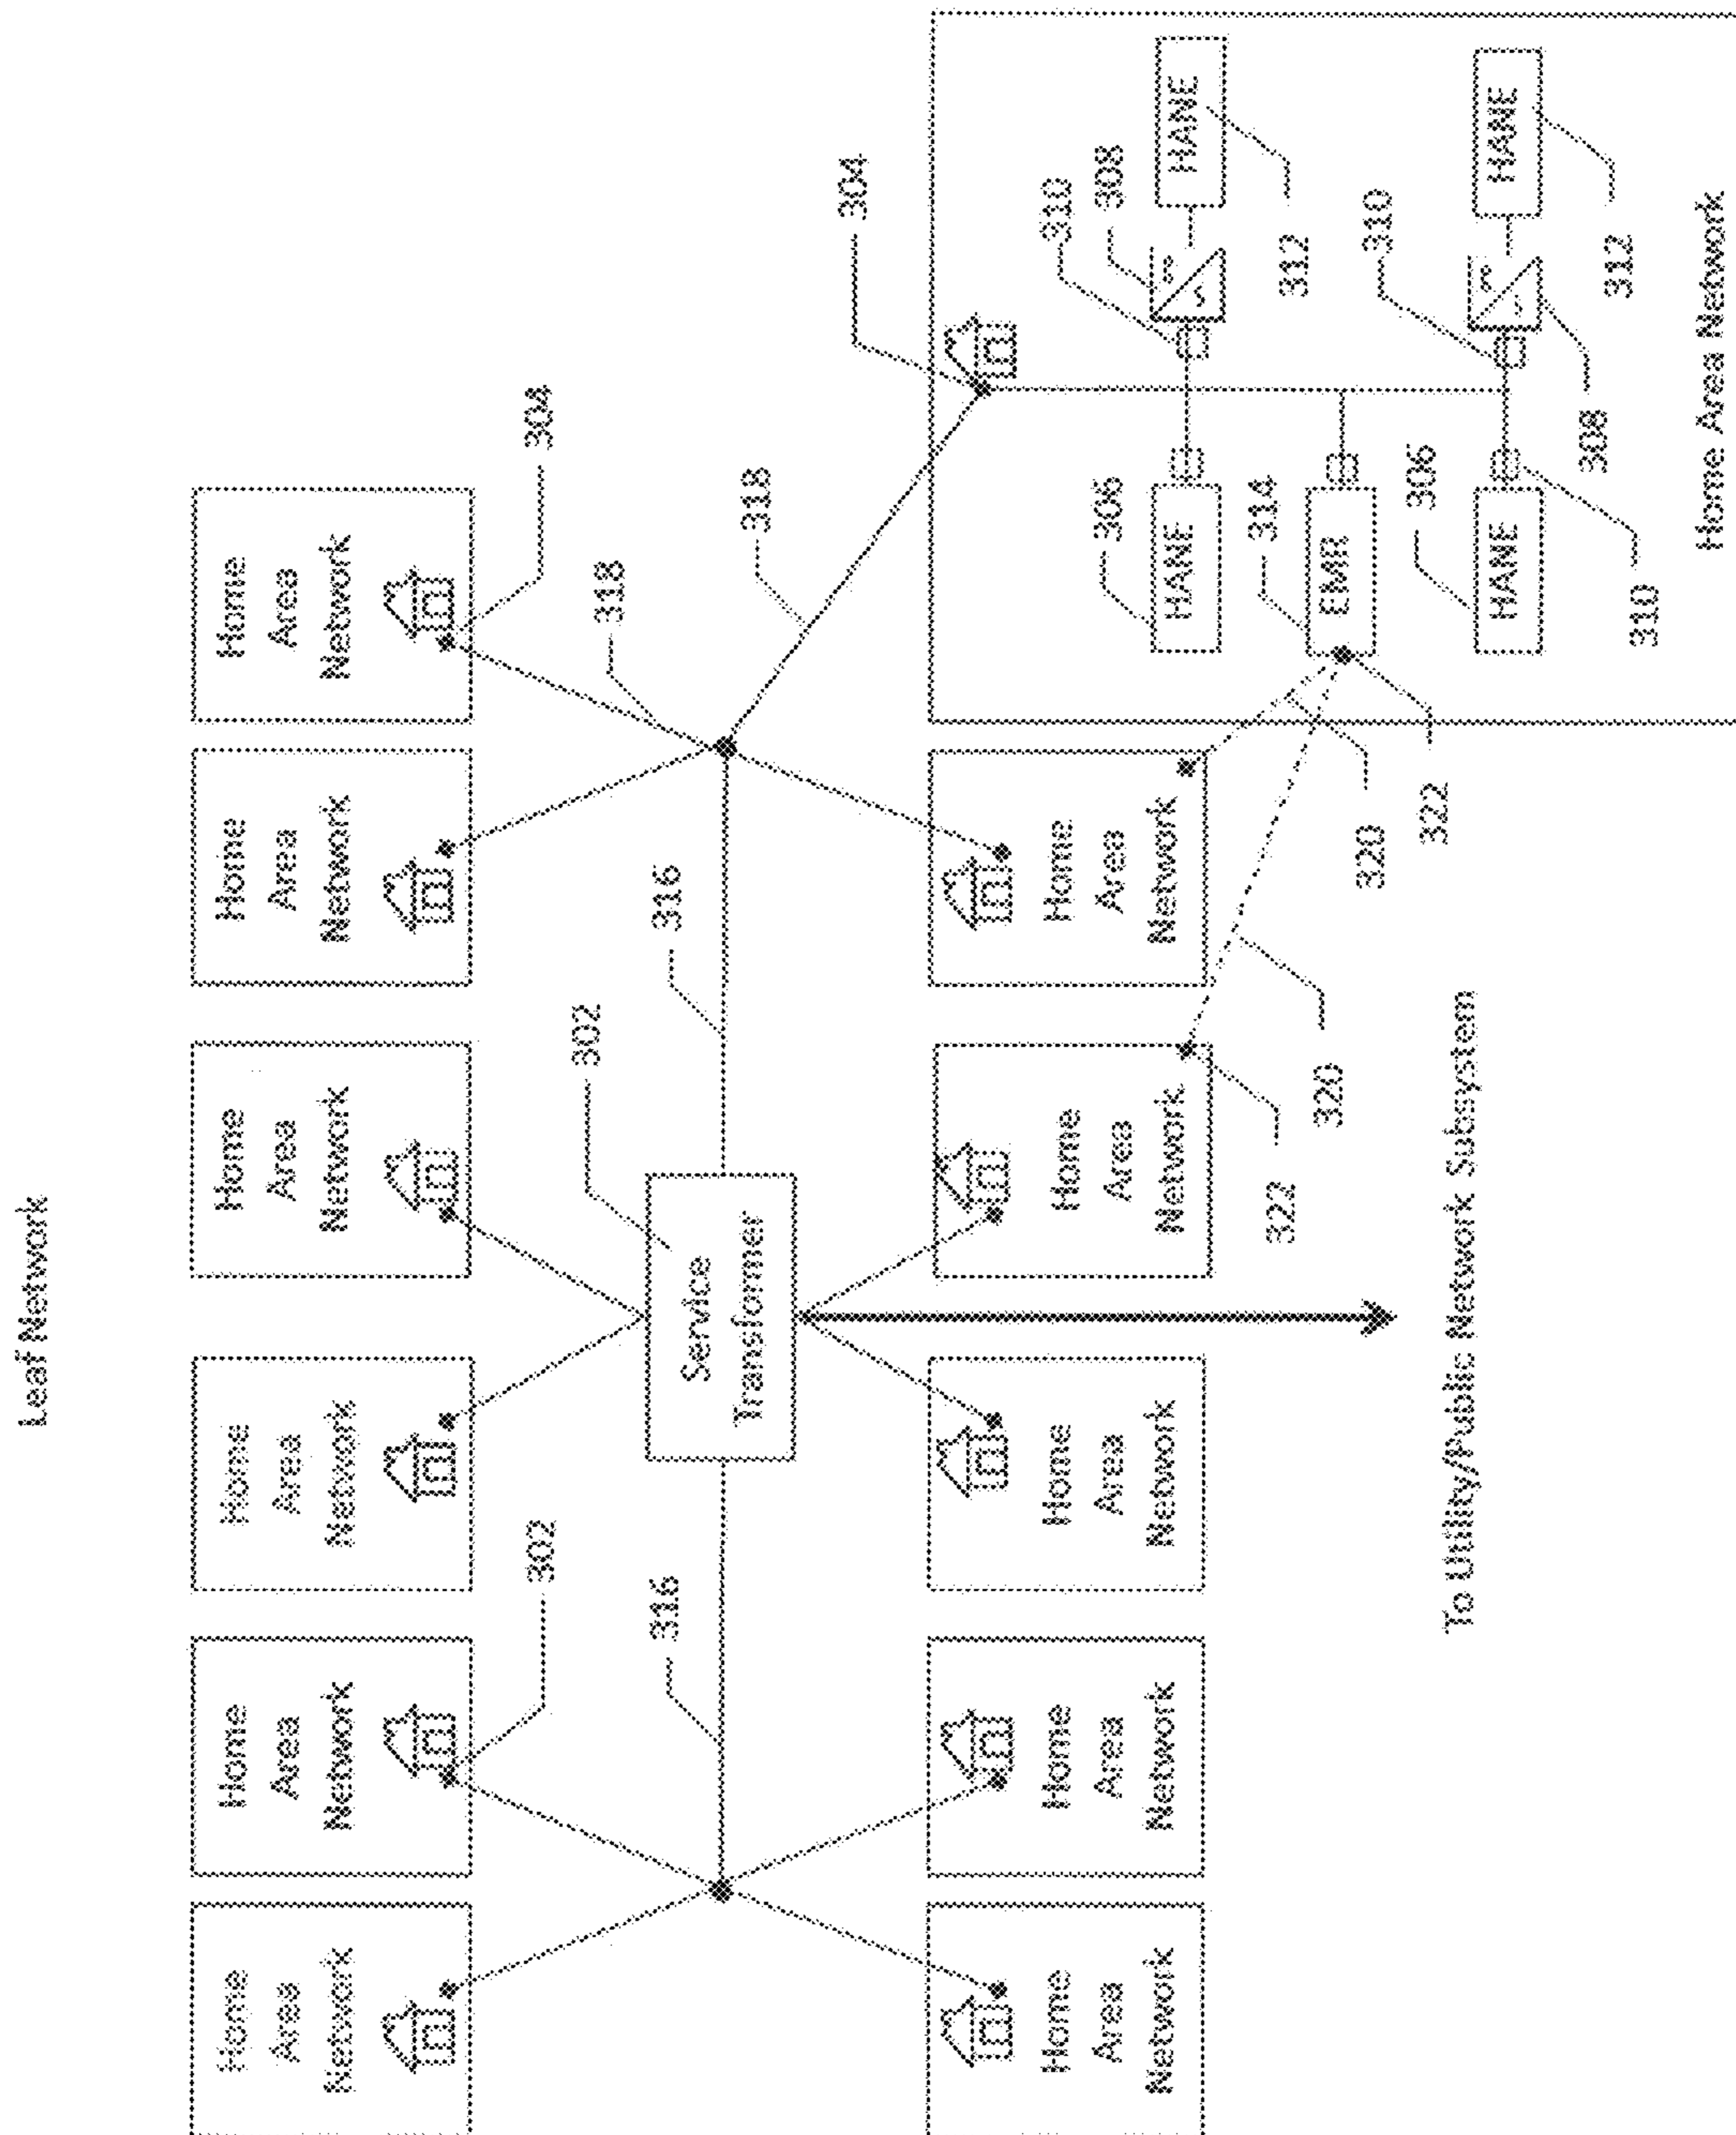 Leaf Network
Home
Area
Network
Home
Area
Network
Home
Area
Network
Home
Area
Network
Home
Area
Network
Home
Area
Network
302
304
302
318
316
316
Service
Transformer
318
304
Home
Area
Network
Home
Area
Network
Home
Area
Network
Home
Area
Network
Home
Area
Network
310
308
306
HANE
HANE
314
312
EMR
310
306
HANE
HANE
308
312
310
Home Area Network
322
320
320
322
To Utility/Public Network Subsystem